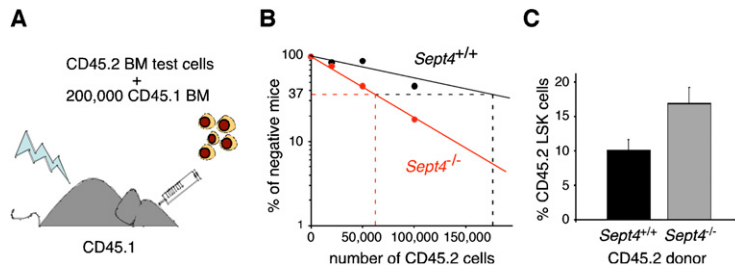 A
CD45.2 BM test cells
+
200,000 CD45.1 BM
CD45.1
B
% of negative mice
100
37
10
1
Sept4+/+
Sept4-/-
0
50,000
100,000
150,000
number of CD45.2 cells
C
% CD45.2 LSK cells
20
15
10
5
0
Sept4+/+ Sept4-/-
CD45.2 donor